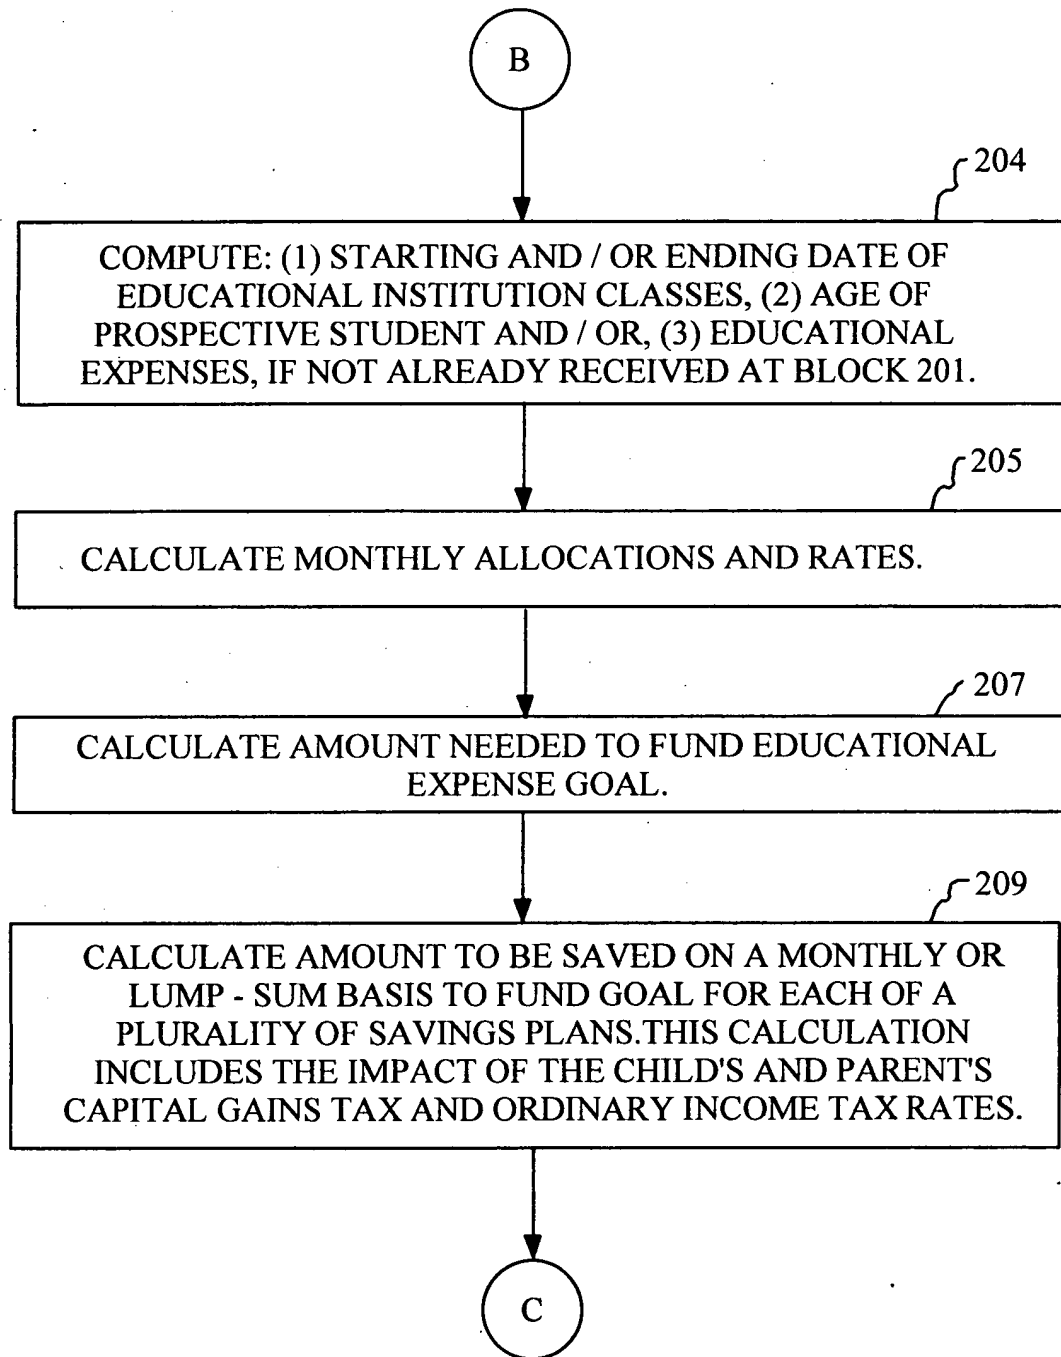 B
204
COMPUTE: (1) STARTING AND / OR ENDING DATE OF
EDUCATIONAL INSTITUTION CLASSES, (2) AGE OF
PROSPECTIVE STUDENT AND / OR, (3) EDUCATIONAL
EXPENSES, IF NOT ALREADY RECEIVED AT BLOCK 201.
205
CALCULATE MONTHLY ALLOCATIONS AND RATES.
207
CALCULATE AMOUNT NEEDED TO FUND EDUCATIONAL
EXPENSE GOAL.
209
CALCULATE AMOUNT TO BE SAVED ON A MONTHLY OR
LUMP - SUM BASIS TO FUND GOAL FOR EACH OF A
PLURALITY OF SAVINGS PLANS.THIS CALCULATION
INCLUDES THE IMPACT OF THE CHILD'S AND PARENT'S
CAPITAL GAINS TAX AND ORDINARY INCOME TAX RATES.
C